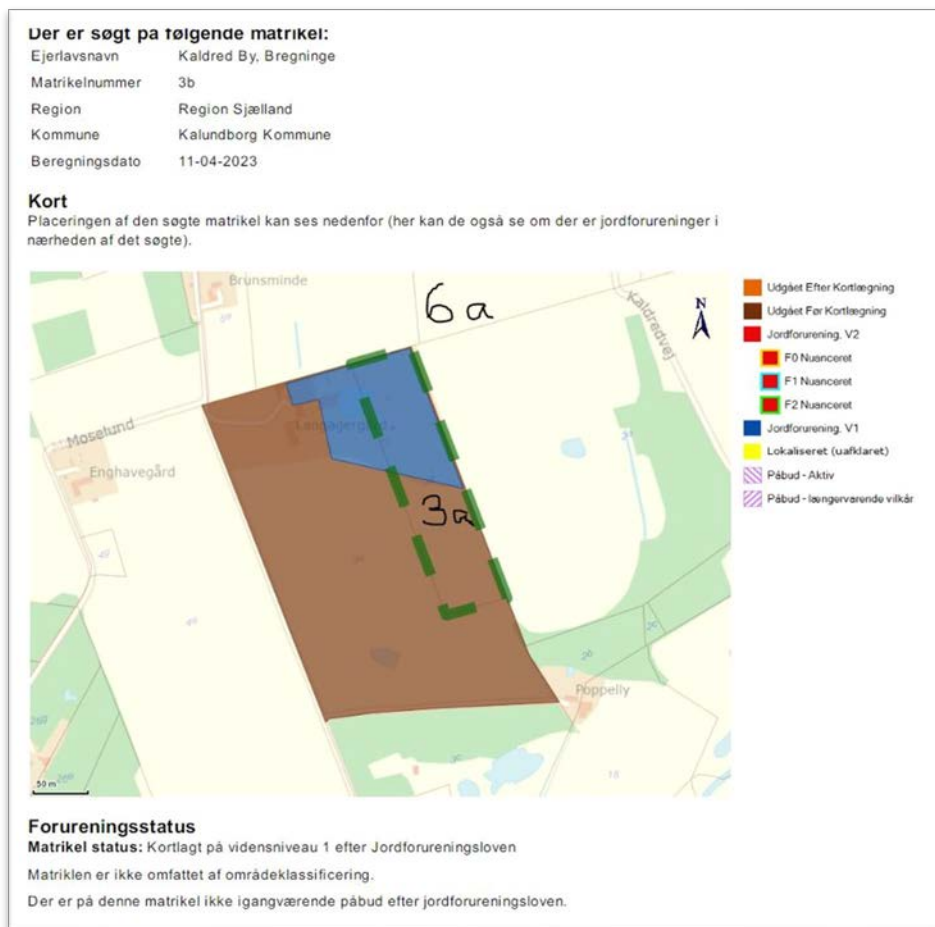 Der er søgt på følgende matrikel:
Ejerlavsnavn Kaldred By, Bregninge
Matrikelnummer 3b
Region Region Sjælland
Kommune Kalundborg Kommune
Beregningsdato 11-04-2023
Kort
Placeringen af den søgte matrikel kan ses nedenfor (her kan de også se om der er jordforureninger i
nærheden af det søgte).
Brunsminde
6a
Kaldredvej
N
Moselund
Enghavegård
3a
Poppelly
50 m
Udgået Efter Kortlægning
Udgået Før Kortlægning
Jordforurening, V2
F0 Nuanceret
F1 Nuanceret
F2 Nuanceret
Jordforurening, V1
Lokaliseret (uafklaret)
Påbud - Aktiv
Påbud - længervarende vilkår
Forureningsstatus
Matrikel status: Kortlagt på vidensniveau 1 efter Jordforureningsloven
Matriklen er ikke omfattet af områdeklassificering.
Der er på denne matrikel ikke igangværende påbud efter jordforureningsloven.